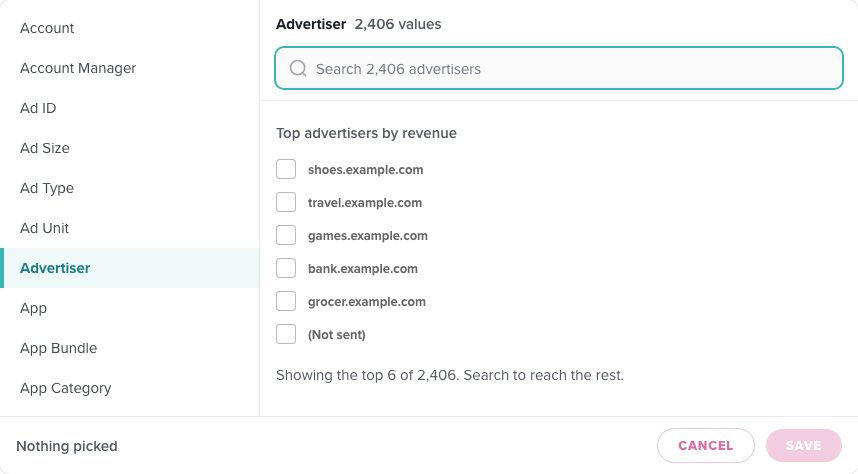 Account
Account Manager
Ad ID
Ad Size
Ad Type
Ad Unit
Advertiser
App
App Bundle
App Category
Advertiser 2,406 values
Search 2,406 advertisers
Top advertisers by revenue
shoes.example.com
travel.example.com
games.example.com
bank.example.com
grocer.example.com
(Not sent)
Showing the top 6 of 2,406. Search to reach the rest.
Nothing picked
CANCEL
SAVE